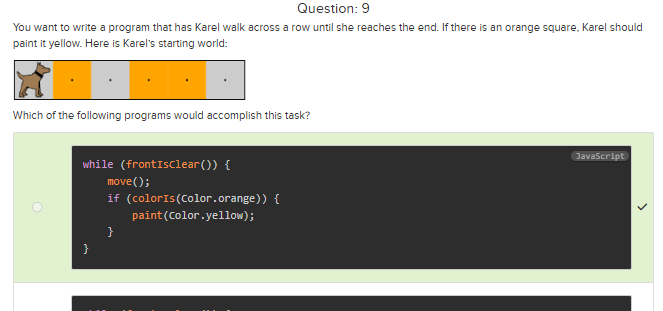 Question: 9
You want to write a program that has Karel walk across a row until she reaches the end. If there is an orange square, Karel should
paint it yellow. Here is Karel's starting world:
Which of the following programs would accomplish this task?
JavaScript
while (frontIsClear()) {
move();
if (colorIs(Color.orange)) {
paint(Color.yellow);
}
}